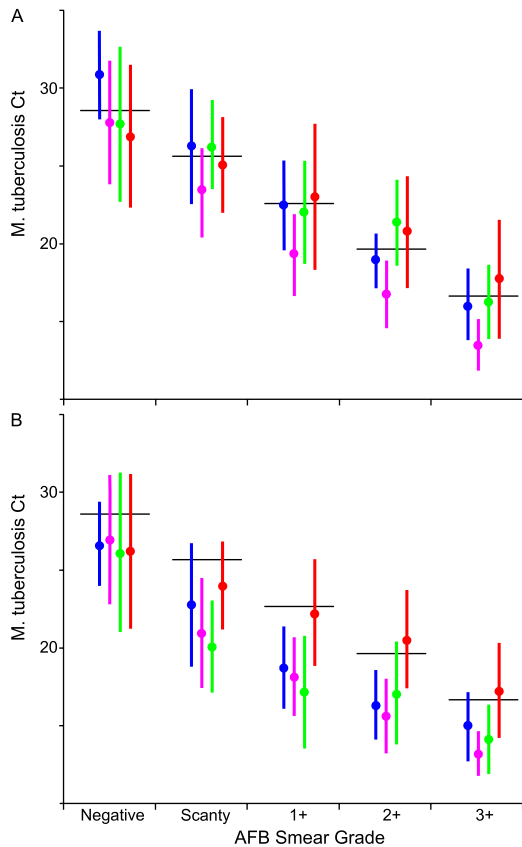 A
M. tuberculosis Ct
30
20
B
M. tuberculosis Ct
30
20
Negative Scanty 1+ 2+ 3+
AFB Smear Grade